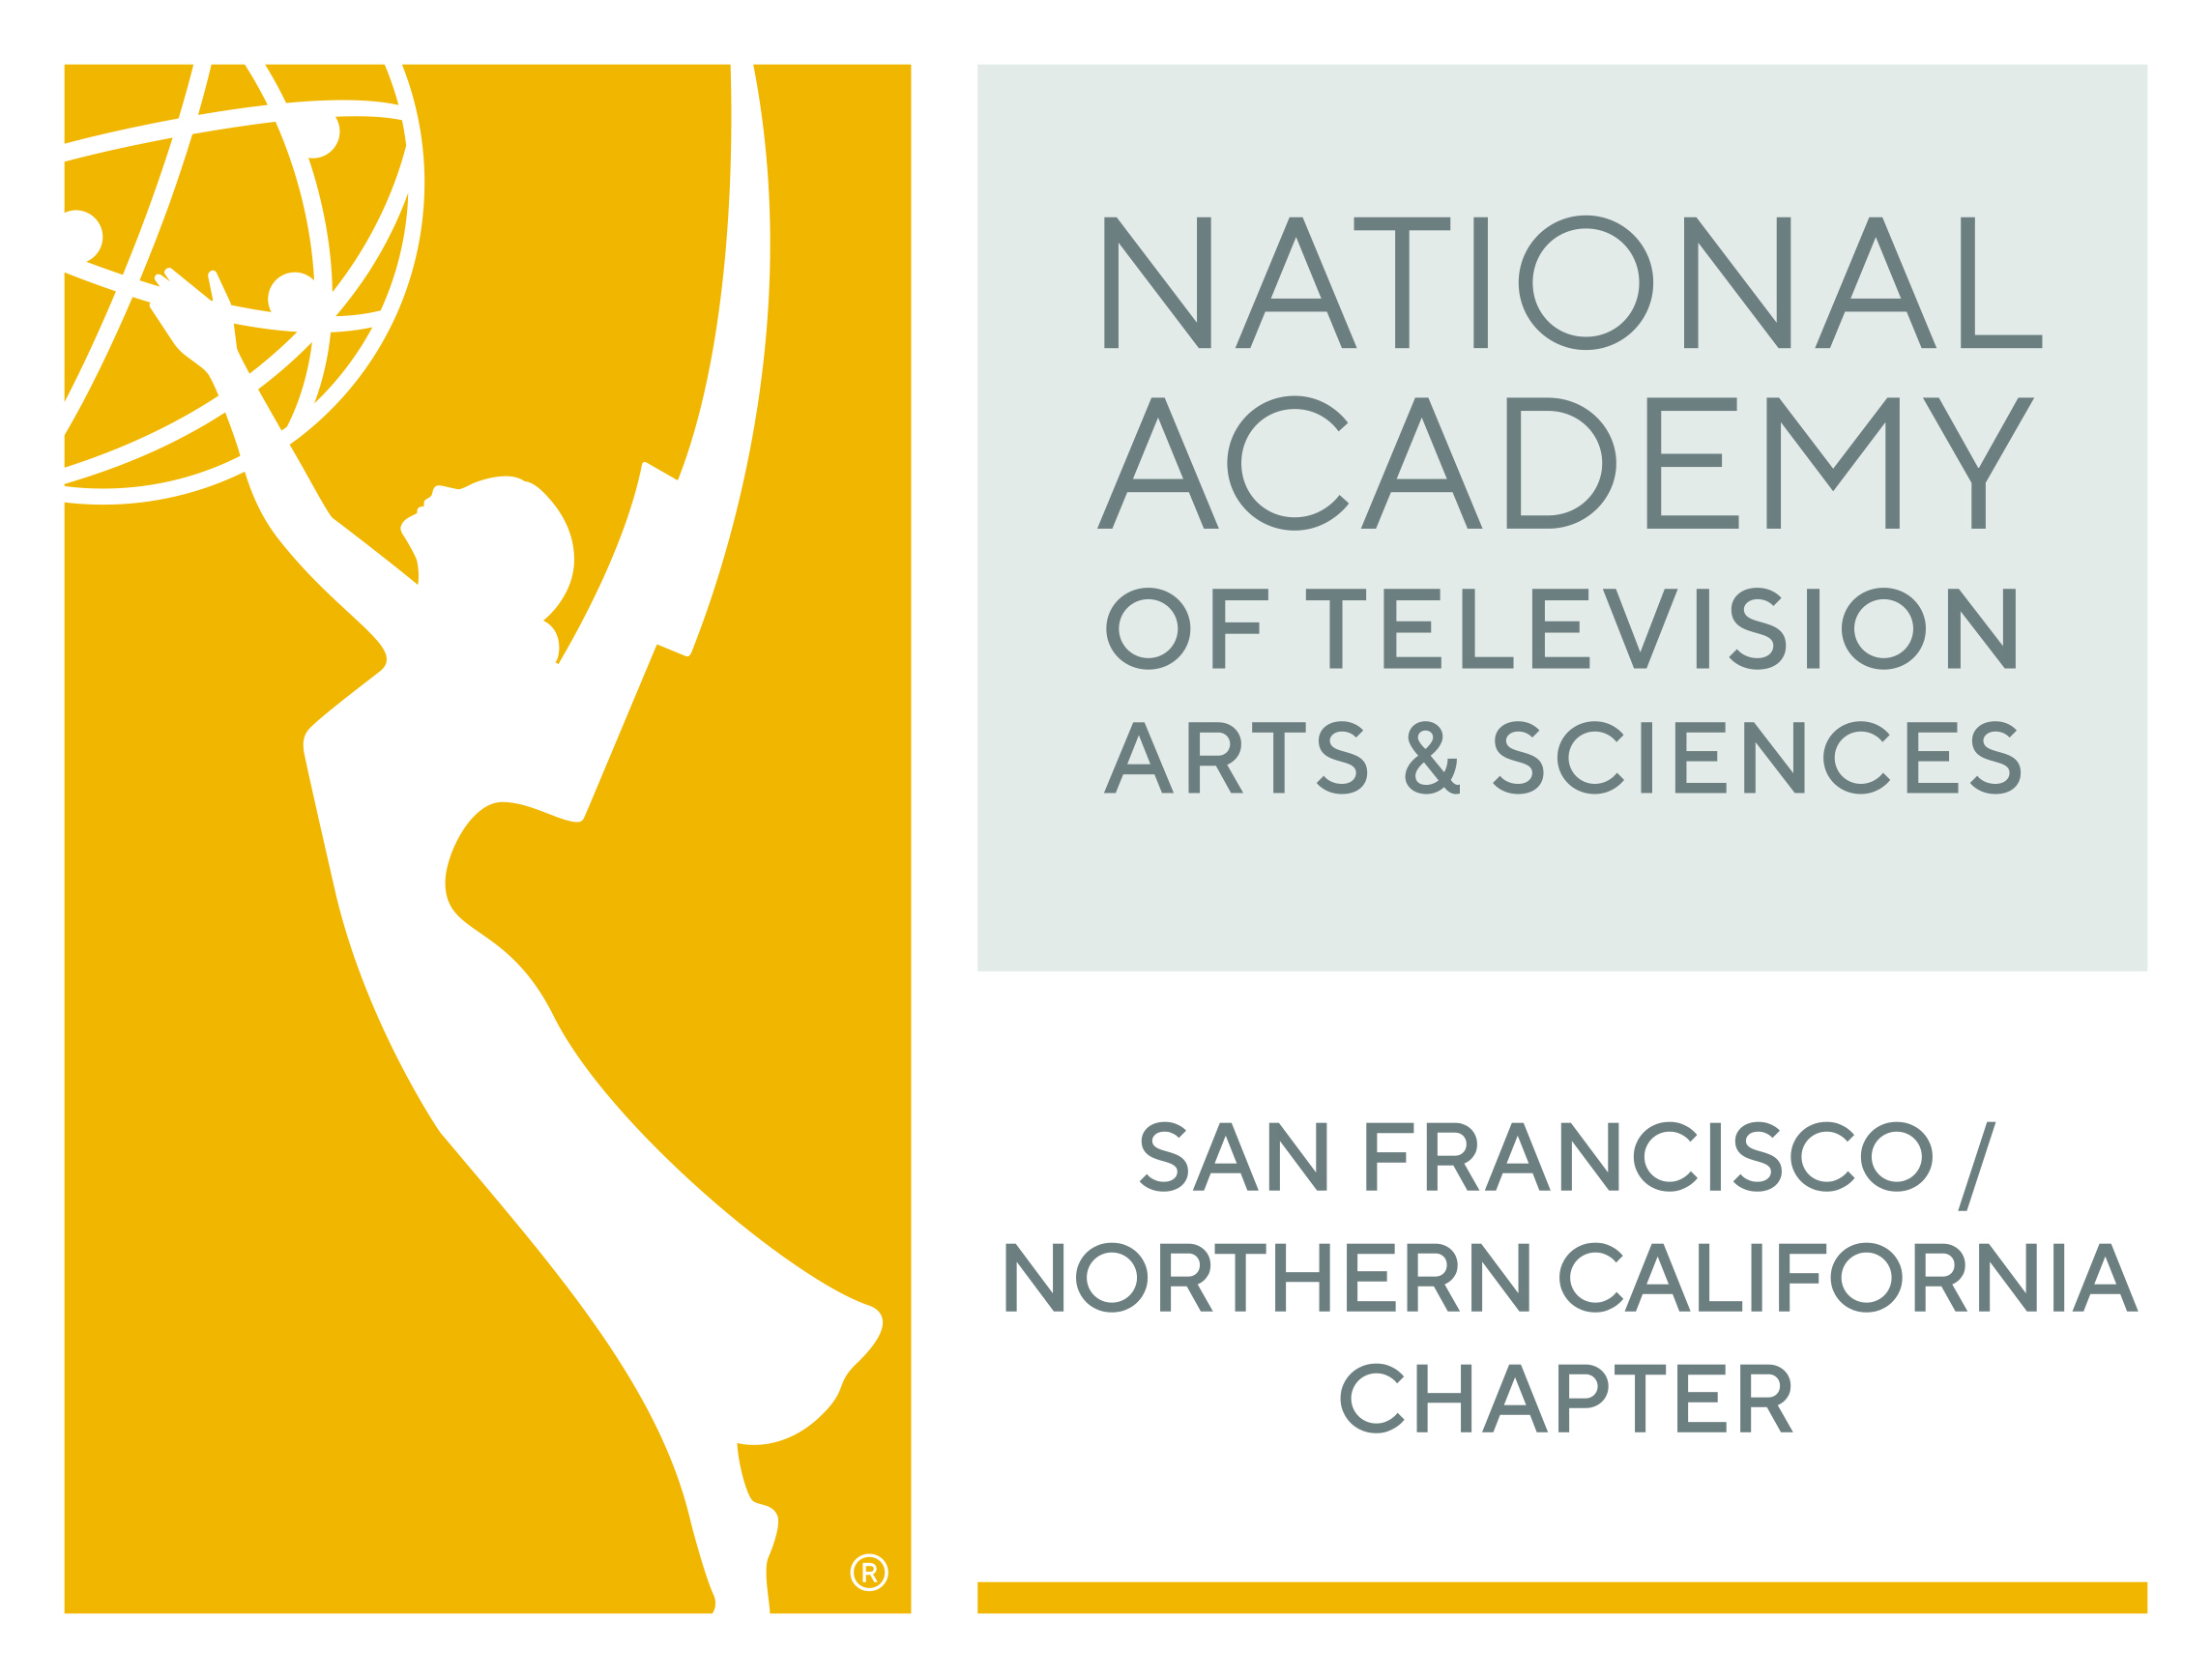 NATIONAL
ACADEMY
OF TELEVISION
ARTS & SCIENCES
SAN FRANCISCO /
NORTHERN CALIFORNIA
CHAPTER
®